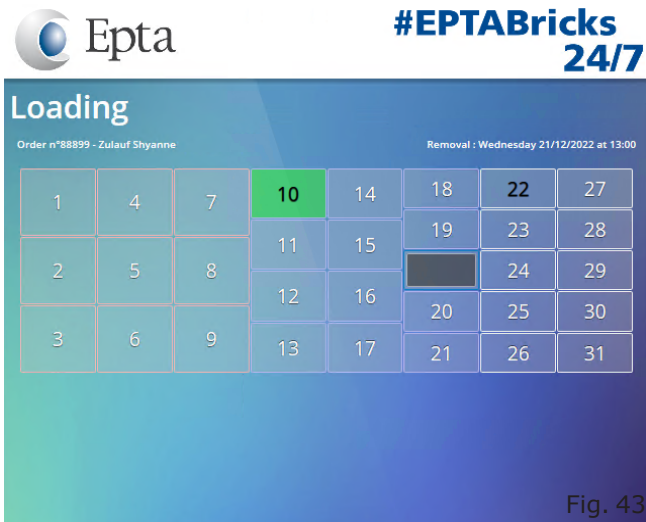 Epta
#EPTABricks
24/7
Loading
Order n°88899 - Zulauf Shyanne
Removal : Wednesday 21/12/2022 at 13:00
1 4 7 10 14 18 22 27
11 15 19 23 28
2 5 8 24 29
12 16 20 25 30
3 6 9 13 17 21 26 31
Fig. 43